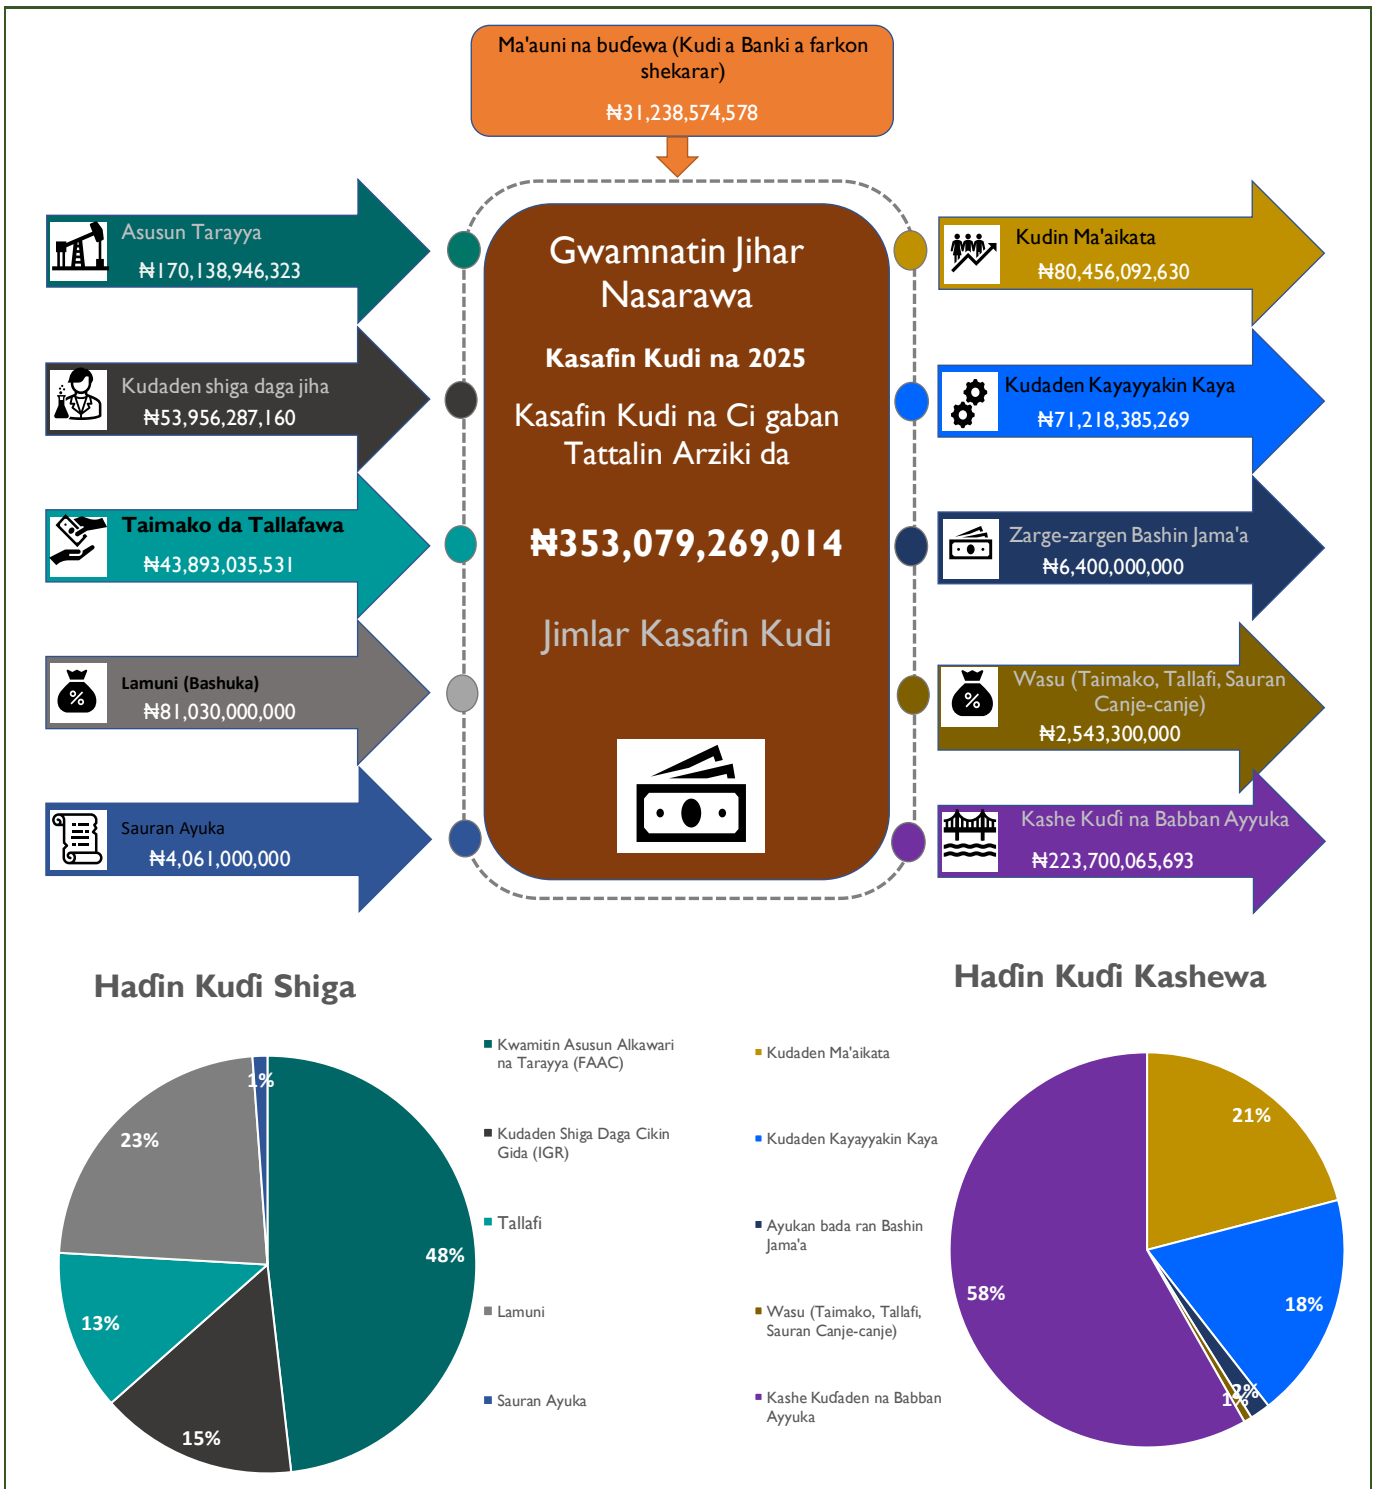 Ma'auni na buɗewa (Kudi a Banki a farkon
shekarar)
₦31,238,574,578
Asusun Tarayya
₦170,138,946,323
Kudaden shiga daga jiha
₦53,956,287,160
Taimako da Tallafawa
₦43,893,035,531
Lamuni (Bashuka)
₦81,030,000,000
Sauran Ayuka
₦4,061,000,000
Gwamnatin Jihar
Nasarawa
Kasafin Kudi na 2025
Kasafin Kudi na Ci gaban
Tattalin Arziki da
₦353,079,269,014
Jimlar Kasafin Kudi
Kudin Ma'aikata
₦80,456,092,630
Kudaden Kayayyakin Kaya
₦71,218,385,269
Zarge-zargen Bashin Jama'a
₦6,400,000,000
Wasu (Taimako, Tallafi, Sauran
Canje-canje)
₦2,543,300,000
Kashe Kuɗi na Babban Ayyuka
₦223,700,065,693
Haɗin Kuɗi Shiga
1%
23%
48%
13%
15%
Kwamitin Asusun Alkawari
na Tarayya (FAAC)
Kudaden Shiga Daga Cikin
Gida (IGR)
Tallafi
Lamuni
Sauran Ayuka
Haɗin Kuɗi Kashewa
Kudaden Ma'aikata
Kudaden Kayayyakin Kaya
Ayukan bada ran Bashin
Jama'a
Wasu (Taimako, Tallafi,
Sauran Canje-canje)
Kashe Kuɗaden na Babban
Ayyuka
21%
58%
18%
2%
1%